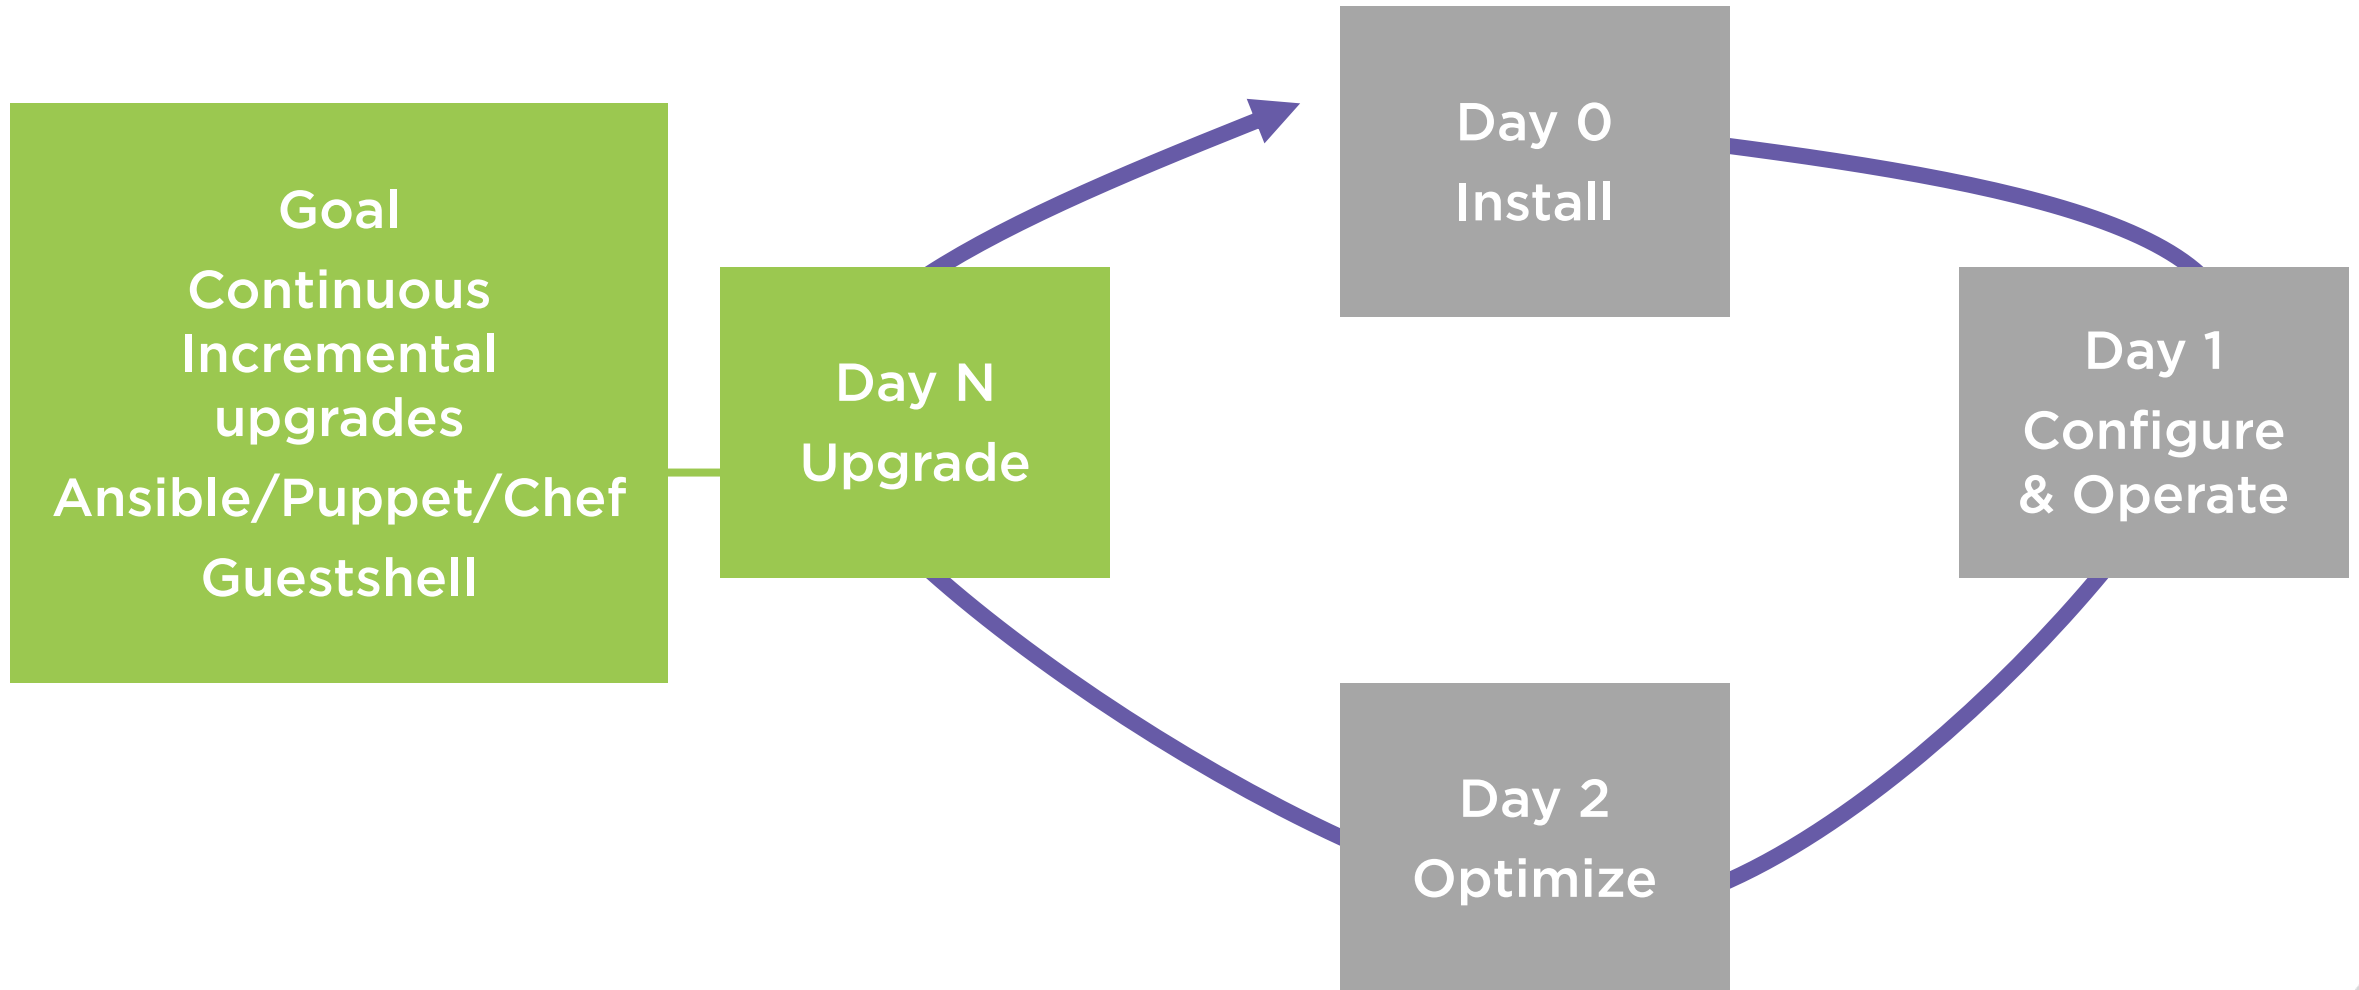 Goal
Continuous
Incremental
upgrades
Ansible/Puppet/Chef
Guestshell
Day N
Upgrade
Day 0
Install
Day 1
Configure
& Operate
Day 2
Optimize